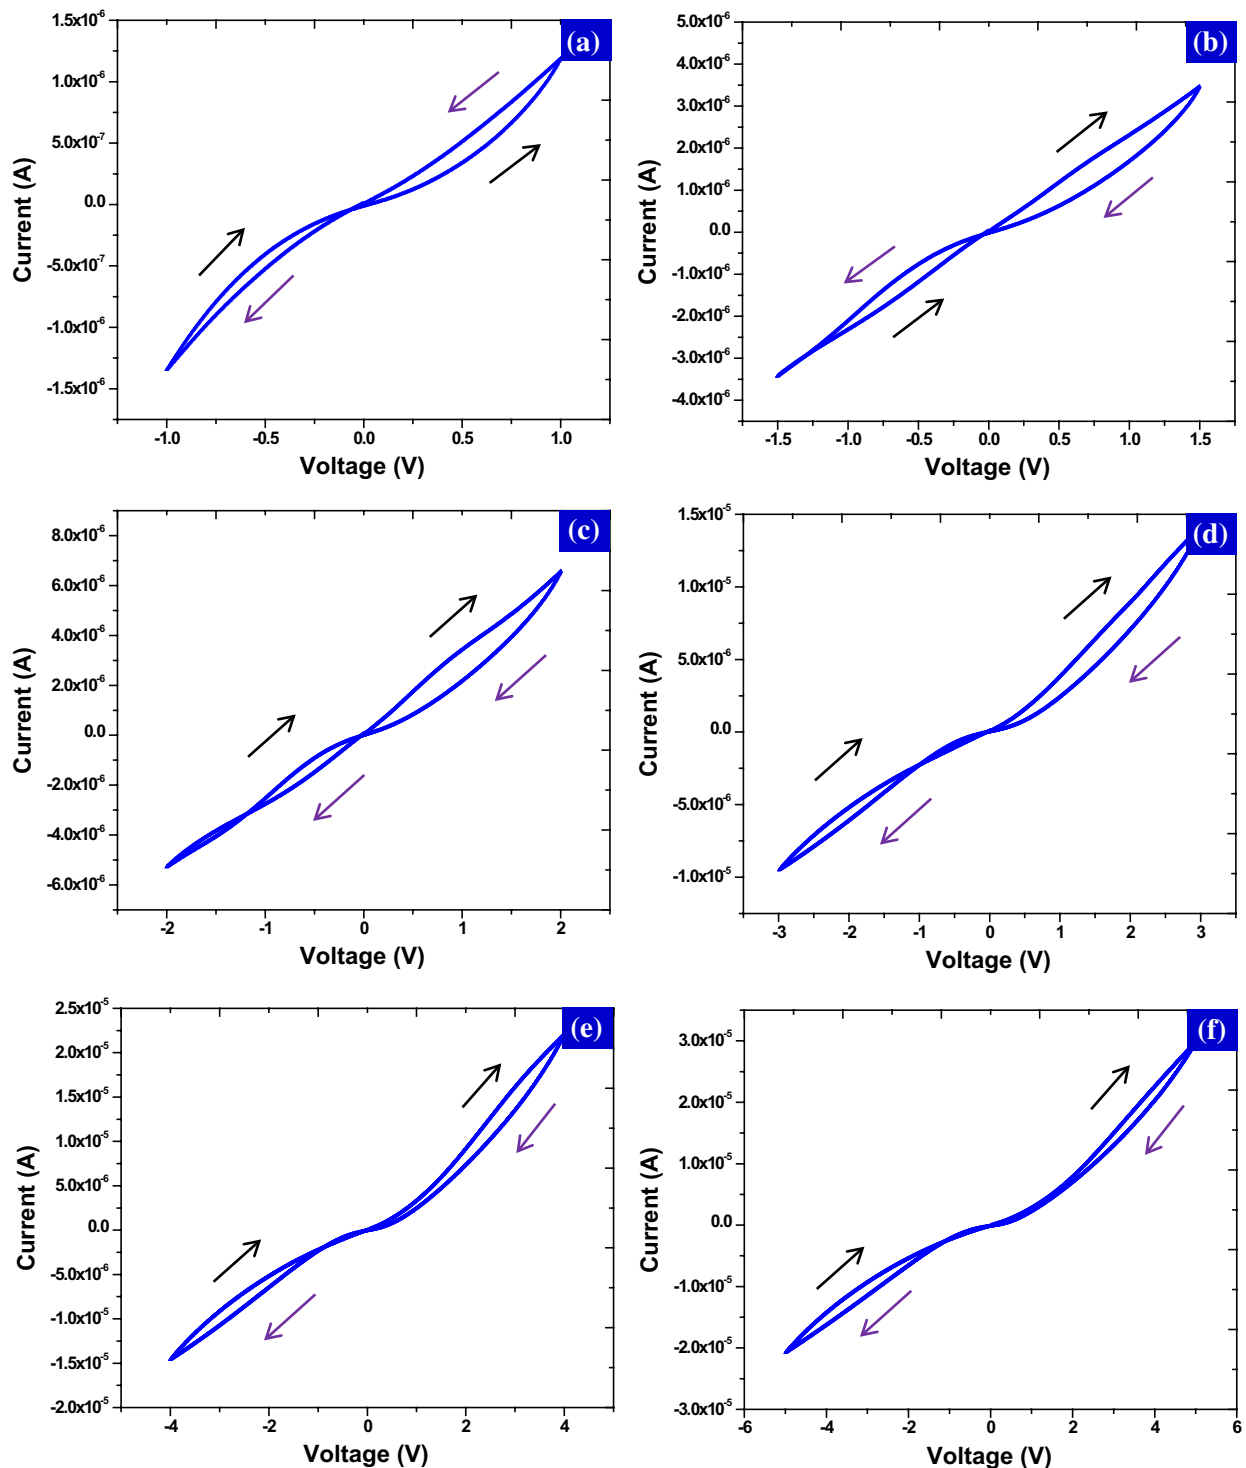 (a)
1.5x10⁻⁶
1.0x10⁻⁶
5.0x10⁻⁷
0.0
-5.0x10⁻⁷
-1.0x10⁻⁶
-1.5x10⁻⁶
Current (A)
-1.0 -0.5 0.0 0.5 1.0
Voltage (V)
(b)
5.0x10⁻⁶
4.0x10⁻⁶
3.0x10⁻⁶
2.0x10⁻⁶
1.0x10⁻⁶
0.0
-1.0x10⁻⁶
-2.0x10⁻⁶
-3.0x10⁻⁶
-4.0x10⁻⁶
Current (A)
-1.5 -1.0 -0.5 0.0 0.5 1.0 1.5
Voltage (V)
(c)
8.0x10⁻⁶
6.0x10⁻⁶
4.0x10⁻⁶
2.0x10⁻⁶
0.0
-2.0x10⁻⁶
-4.0x10⁻⁶
-6.0x10⁻⁶
Current (A)
-2 -1 0 1 2
Voltage (V)
(d)
1.5x10⁻⁵
1.0x10⁻⁵
5.0x10⁻⁶
0.0
-5.0x10⁻⁶
-1.0x10⁻⁵
Current (A)
-3 -2 -1 0 1 2 3
Voltage (V)
(e)
2.5x10⁻⁵
2.0x10⁻⁵
1.5x10⁻⁵
1.0x10⁻⁵
5.0x10⁻⁶
0.0
-5.0x10⁻⁶
-1.0x10⁻⁵
-1.5x10⁻⁵
-2.0x10⁻⁵
Current (A)
-4 -2 0 2 4
Voltage (V)
(f)
3.0x10⁻⁵
2.0x10⁻⁵
1.0x10⁻⁵
0.0
-1.0x10⁻⁵
-2.0x10⁻⁵
-3.0x10⁻⁵
Current (A)
-6 -4 -2 0 2 4 6
Voltage (V)